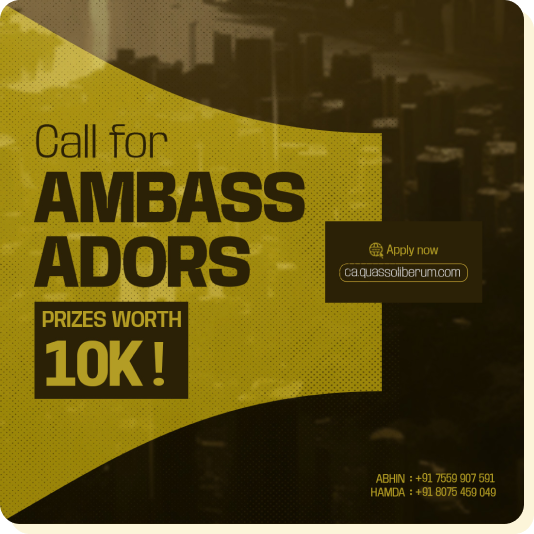 Call for
AMBASS
ADORS
PRIZES WORTH
10K!
Apply now
ca.quassoliberum.com
ABHIN : +91 7559 907 591
HAMDA : +91 8075 459 049